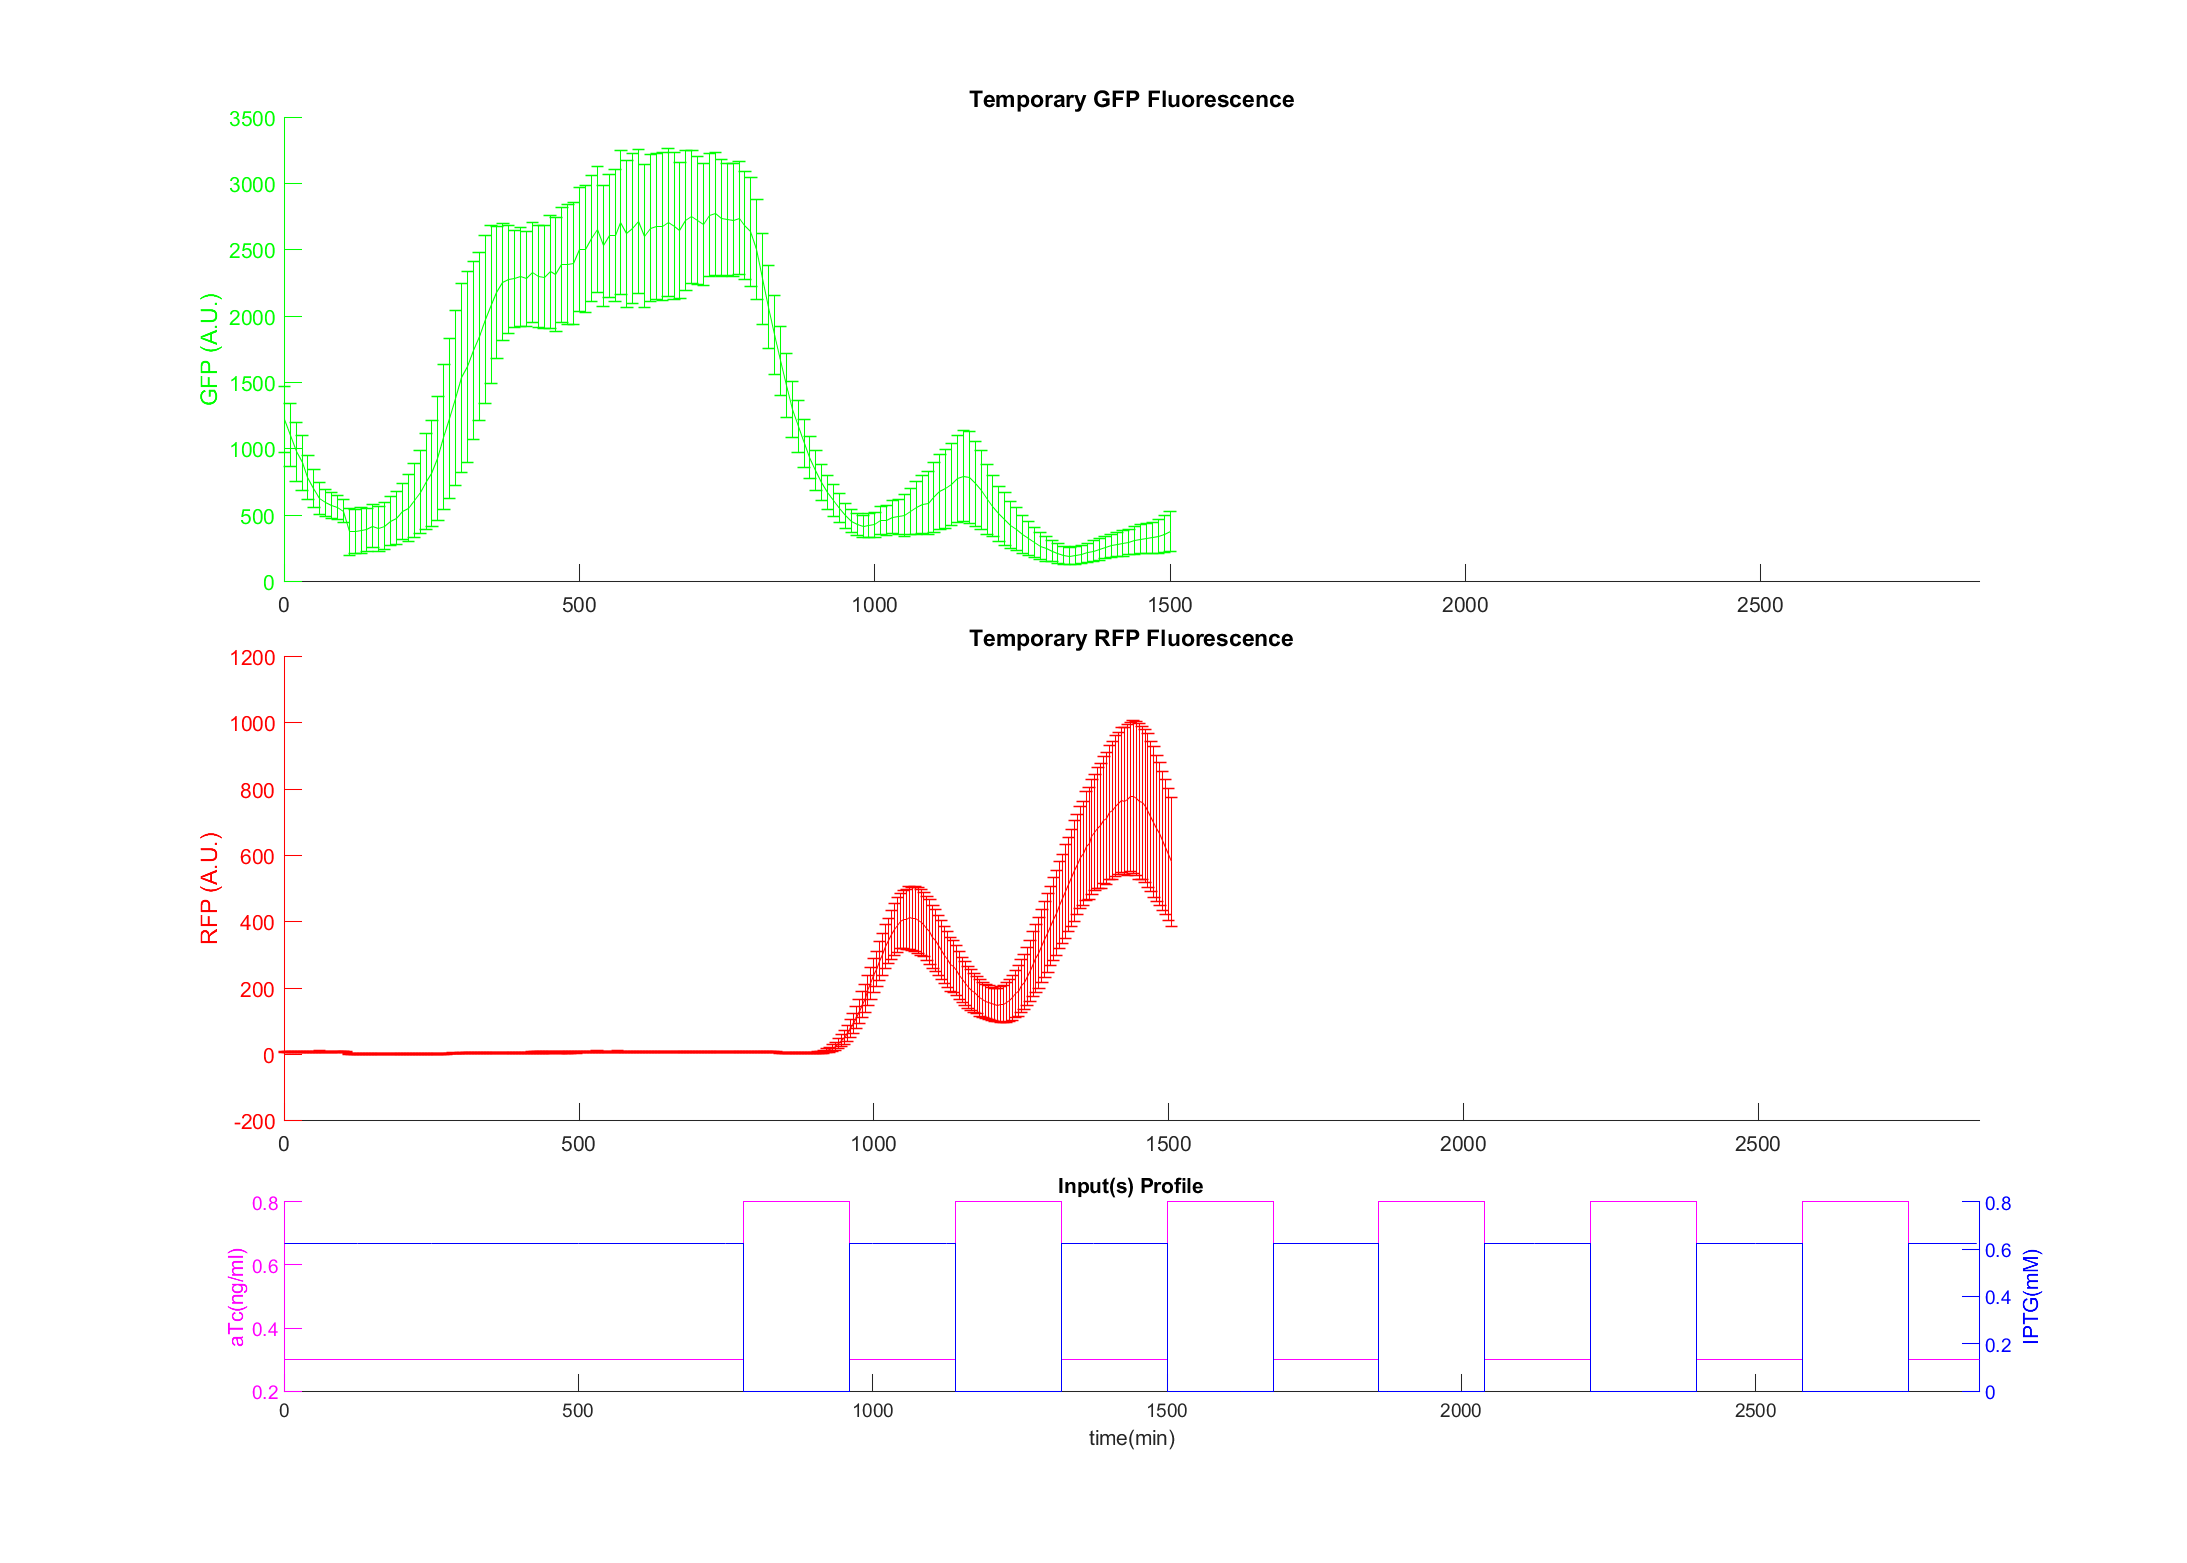 Temporary GFP Fluorescence
3500
3000
2500
2000
1500
1000
500
0
GFP (A.U.)
0 500 1000 1500 2000 2500
Temporary RFP Fluorescence
1200
1000
800
600
400
200
0
-200
RFP (A.U.)
0 500 1000 1500 2000 2500
Input(s) Profile
0.8
0.6
0.4
0.2
aTc(ng/ml)
0.8
0.6
0.4
0.2
0
IPTG(mM)
0 500 1000 1500 2000 2500
time(min)